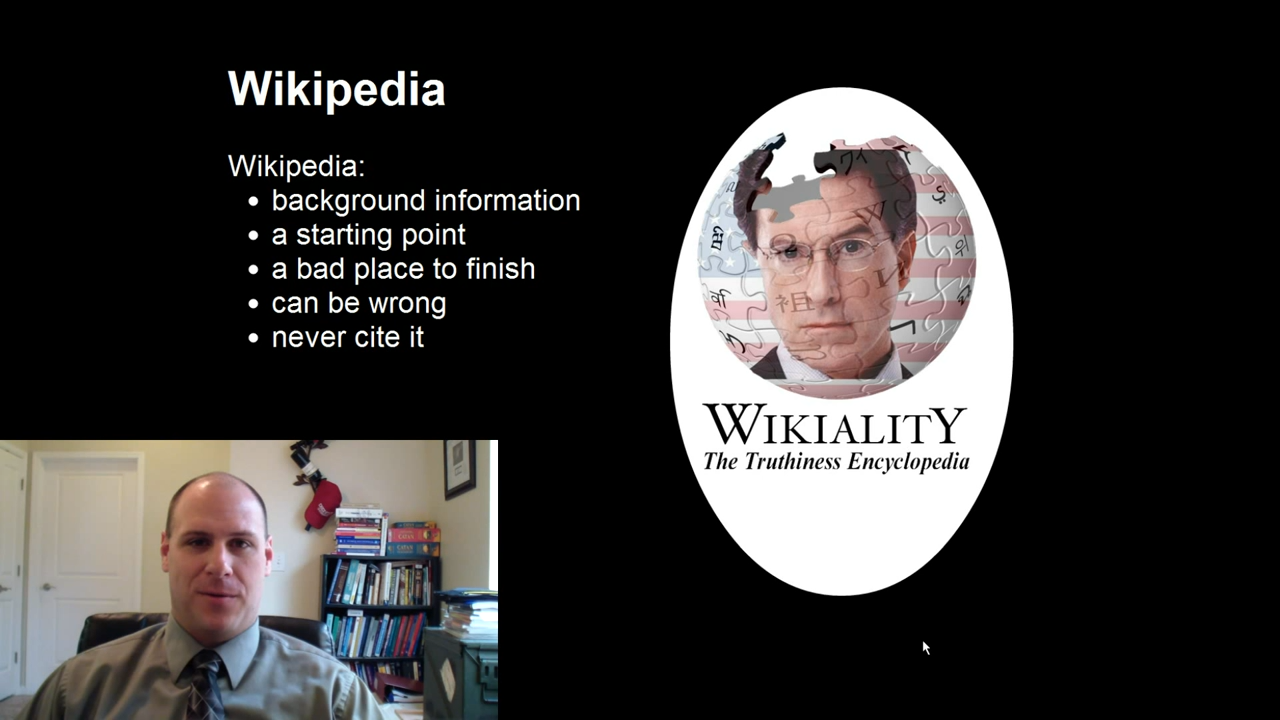 Wikipedia
Wikipedia:
• background information
• a starting point
• a bad place to finish
• can be wrong
• never cite it
祖
WIKIALITY
The Truthiness Encyclopedia